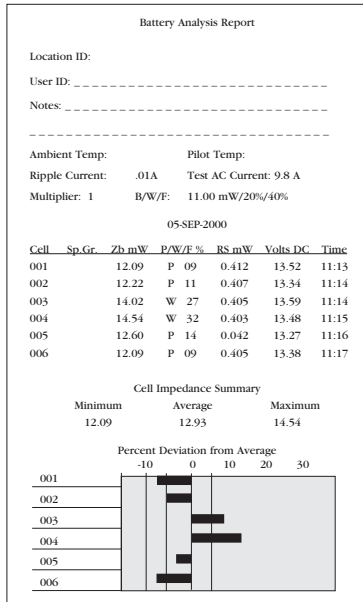 Battery Analysis Report
Location ID:
User ID: _ _ _ _ _ _ _ _ _ _ _ _ _ _ _ _ _ _ _ _ _ _ _ _ _ _ _ _
Notes: _ _ _ _ _ _ _ _ _ _ _ _ _ _ _ _ _ _ _ _ _ _ _ _ _ _ _ _ _
_ _ _ _ _ _ _ _ _ _ _ _ _ _ _ _ _ _ _ _ _ _ _ _ _ _ _ _ _ _ _ _ _
Ambient Temp: Pilot Temp:
Ripple Current: .01A Test AC Current: 9.8 A
Multiplier: 1 B/W/F: 11.00 mW/20%/40%
05-SEP-2000
Cell Sp.Gr. Zb mW P/W/F % RS mW Volts DC Time
001 12.09 P 09 0.412 13.52 11:13
002 12.22 P 11 0.407 13.34 11:14
003 14.02 W 27 0.405 13.59 11:14
004 14.54 W 32 0.403 13.48 11:15
005 12.60 P 14 0.042 13.27 11:16
006 12.09 P 09 0.405 13.38 11:17
Cell Impedance Summary
Minimum Average Maximum
12.09 12.93 14.54
Percent Deviation from Average
-10 0 10 20 30
001
002
003
004
005
006